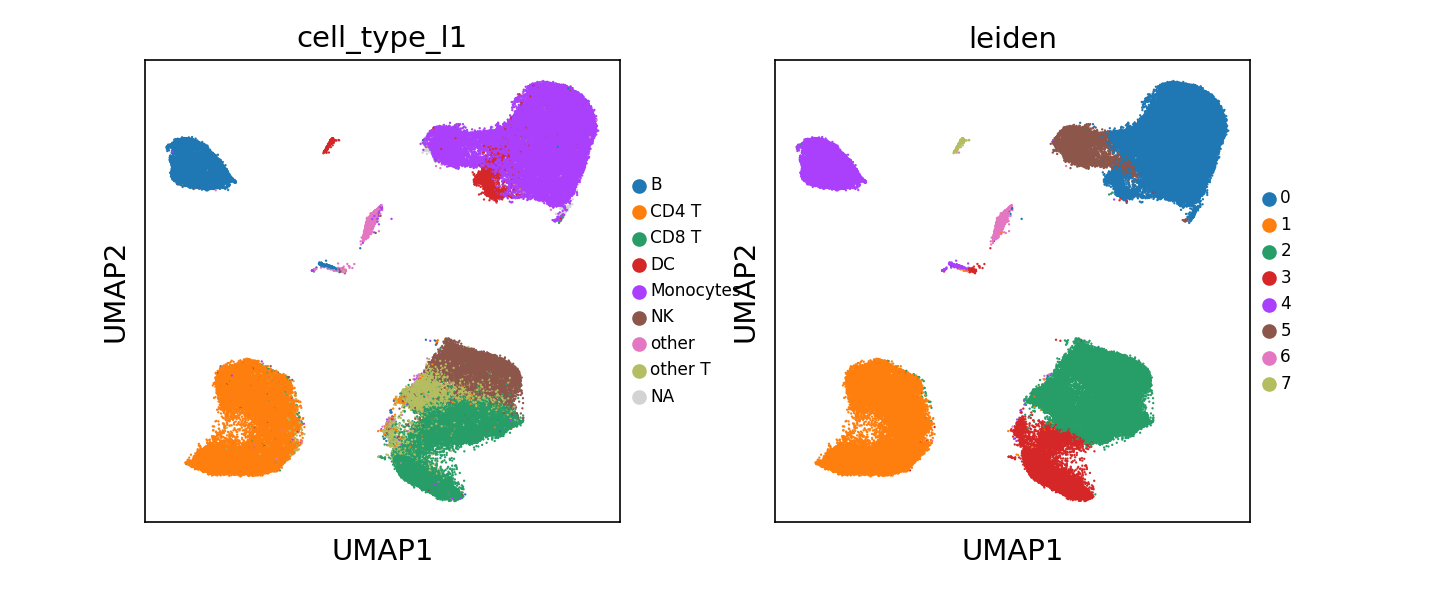 cell_type_l1
UMAP2
UMAP1
B
CD4 T
CD8 T
DC
Monocytes
NK
other
other T
NA
leiden
UMAP2
UMAP1
0
1
2
3
4
5
6
7